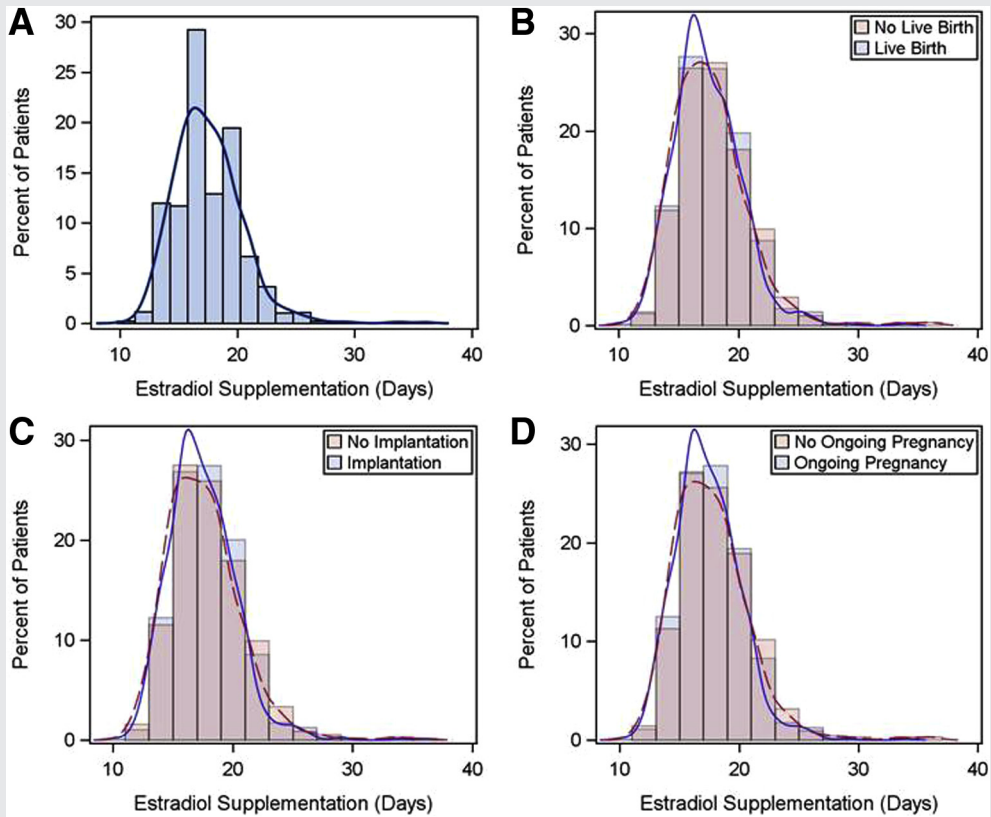 A
30
25
20
15
10
5
0
10 20 30 40
Percent of Patients
Estradiol Supplementation (Days)
B
No Live Birth
Live Birth
30
20
10
0
10 20 30 40
Percent of Patients
Estradiol Supplementation (Days)
C
No Implantation
Implantation
30
20
10
0
10 20 30 40
Percent of Patients
Estradiol Supplementation (Days)
D
No Ongoing Pregnancy
Ongoing Pregnancy
30
20
10
0
10 20 30 40
Percent of Patients
Estradiol Supplementation (Days)